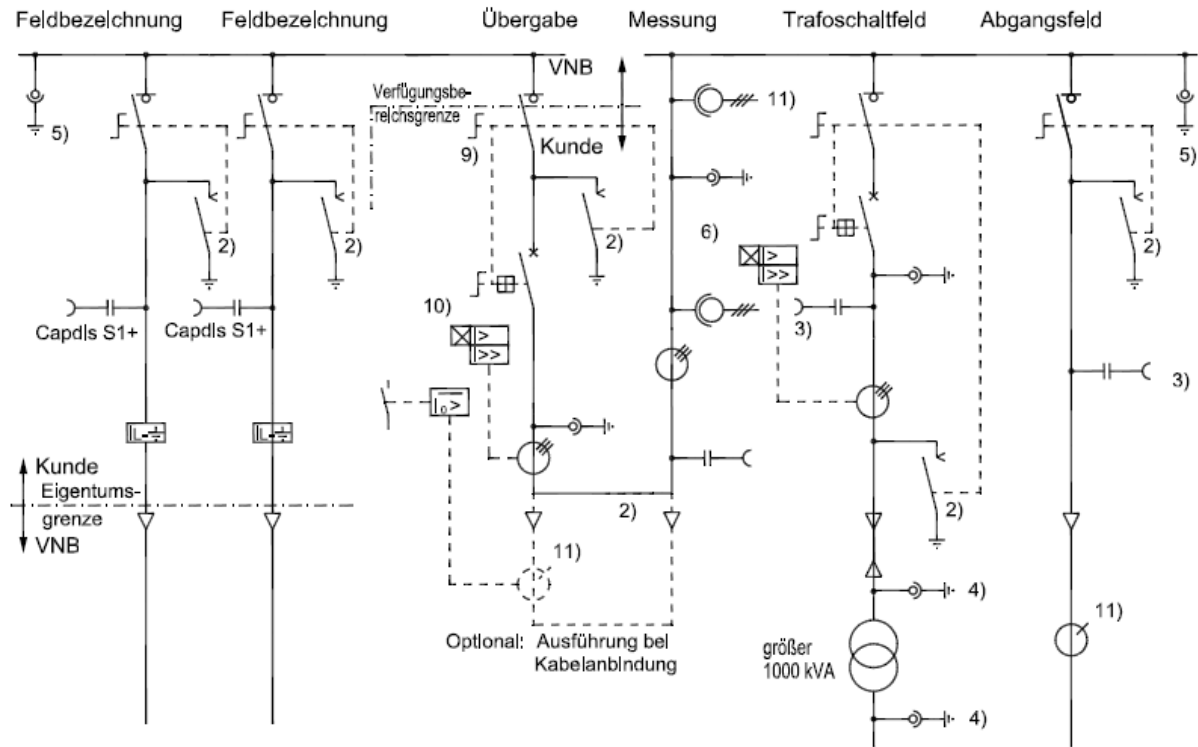 Feldbezeichnung Feldbezeichnung Übergabe Messung Trafoschaltfeld Abgangsfeld
VNB
Verfügungsbe-
reichsgrenze
Kunde
5)
9)
11)
5)
2)
2)
2)
6)
2)
Capdis S1+
Capdis S1+
10)
I>
I>>
I>
I>>
3)
3)
I0>
Kunde
Eigentums-
grenze
VNB
2)
2)
11)
4)
11)
Optional: Ausführung bei
Kabelanbindung
größer
1000 kVA
4)